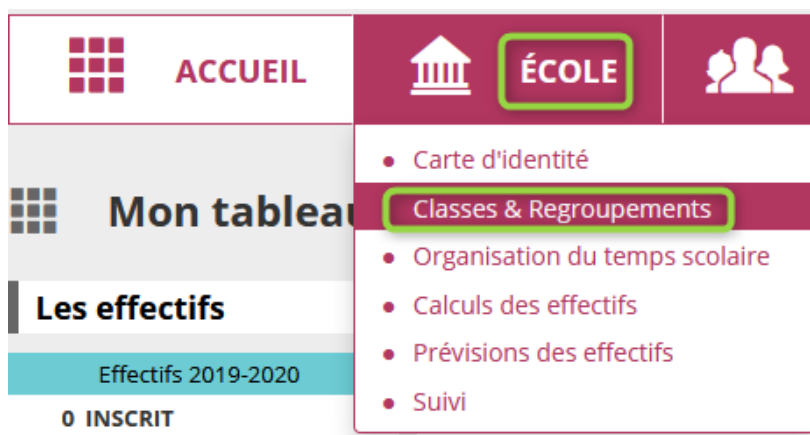 ACCUEIL
ÉCOLE
Carte d'identité
Classes & Regroupements
Organisation du temps scolaire
Calculs des effectifs
Prévisions des effectifs
Suivi
Mon tableau
Les effectifs
Effectifs 2019-2020
0 INSCRIT